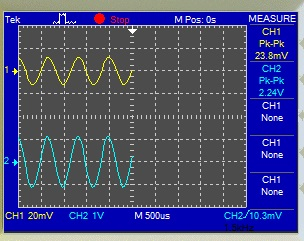 Tek Stop M Pos: 0s MEASURE
CH1
Pk-Pk
23.8mV
CH2
Pk-Pk
2.24V
CH1
None
CH1
None
CH1
None
1
2
CH1 20mV CH2 1V M 500us CH2/10.3mV